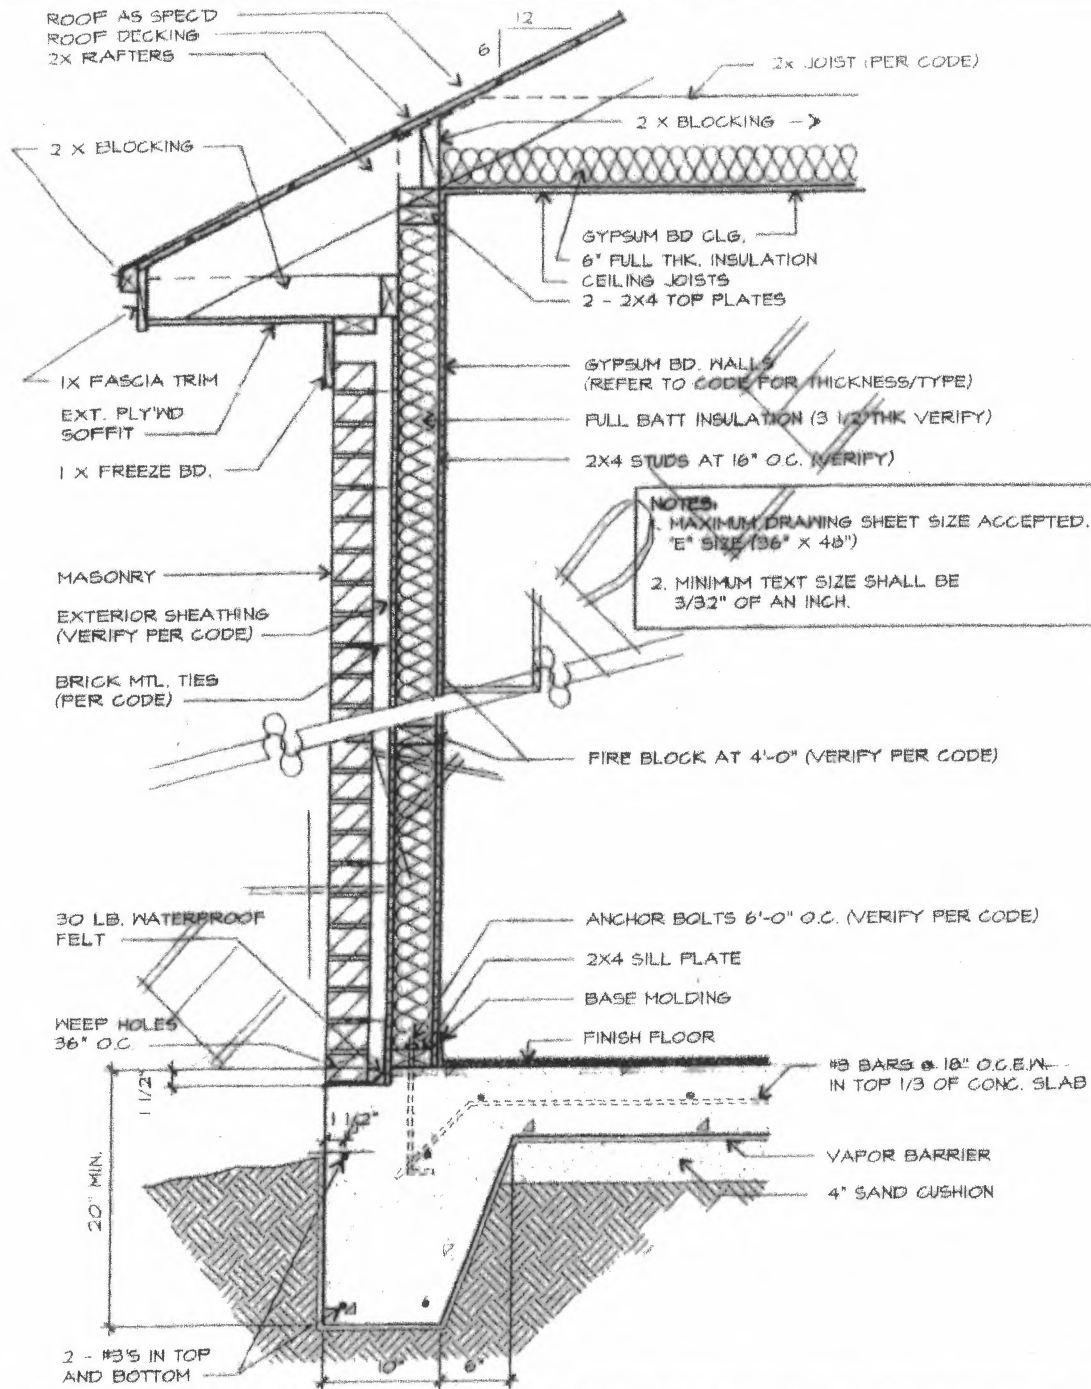 ROOF AS SPEC'D
ROOF DECKING
2X RAFTERS
12
6
2x JOIST (PER CODE)
2 X BLOCKING
2 X BLOCKING
GYPSUM BD CLG.
6" FULL THK. INSULATION
CEILING JOISTS
2 - 2X4 TOP PLATES
1X FASCIA TRIM
EXT. PLY'WD
SOFFIT
1 X FREEZE BD.
GYPSUM BD. WALLS
(REFER TO CODE FOR THICKNESS/TYPE)
FULL BATT INSULATION (3 1/2" THK VERIFY)
2X4 STUDS AT 16" O.C. (VERIFY)
NOTES:
1. MAXIMUM DRAWING SHEET SIZE ACCEPTED.
"E" SIZE (36" X 48")
2. MINIMUM TEXT SIZE SHALL BE
3/32" OF AN INCH.
MASONRY
EXTERIOR SHEATHING
(VERIFY PER CODE)
BRICK MTL. TIES
(PER CODE)
FIRE BLOCK AT 4'-0" (VERIFY PER CODE)
30 LB. WATERPROOF
FELT
WEEP HOLES
36" O.C.
ANCHOR BOLTS 6'-0" O.C. (VERIFY PER CODE)
2X4 SILL PLATE
BASE MOLDING
FINISH FLOOR
#3 BARS @ 18" O.C.E.W.
IN TOP 1/3 OF CONC. SLAB
1 1/2"
1 1/2"
20" MIN.
VAPOR BARRIER
4" SAND CUSHION
2 - #3'S IN TOP
AND BOTTOM
10"
6"